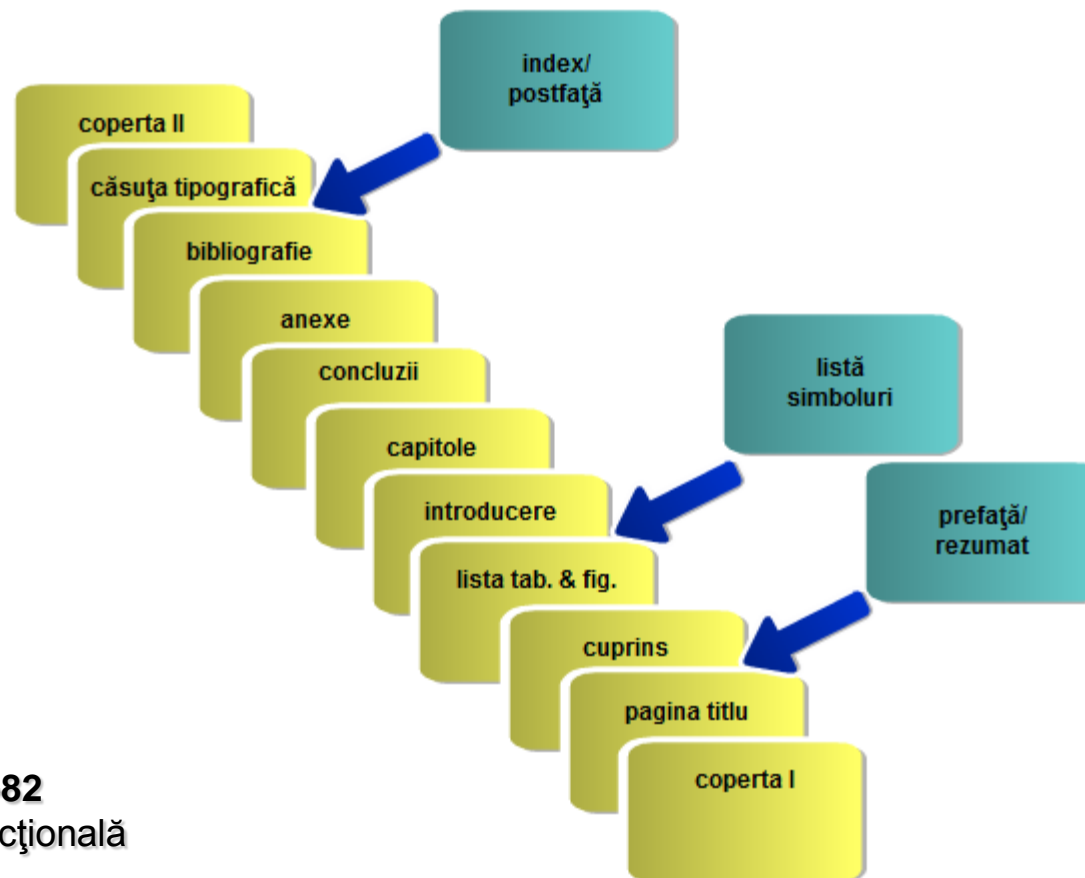 index/
postfaţă
coperta II
căsuţa tipografică
bibliografie
anexe
concluzii
listă
simboluri
capitole
introducere
prefaţă/
rezumat
lista tab. & fig.
cuprins
pagina titlu
coperta I
82
cţională